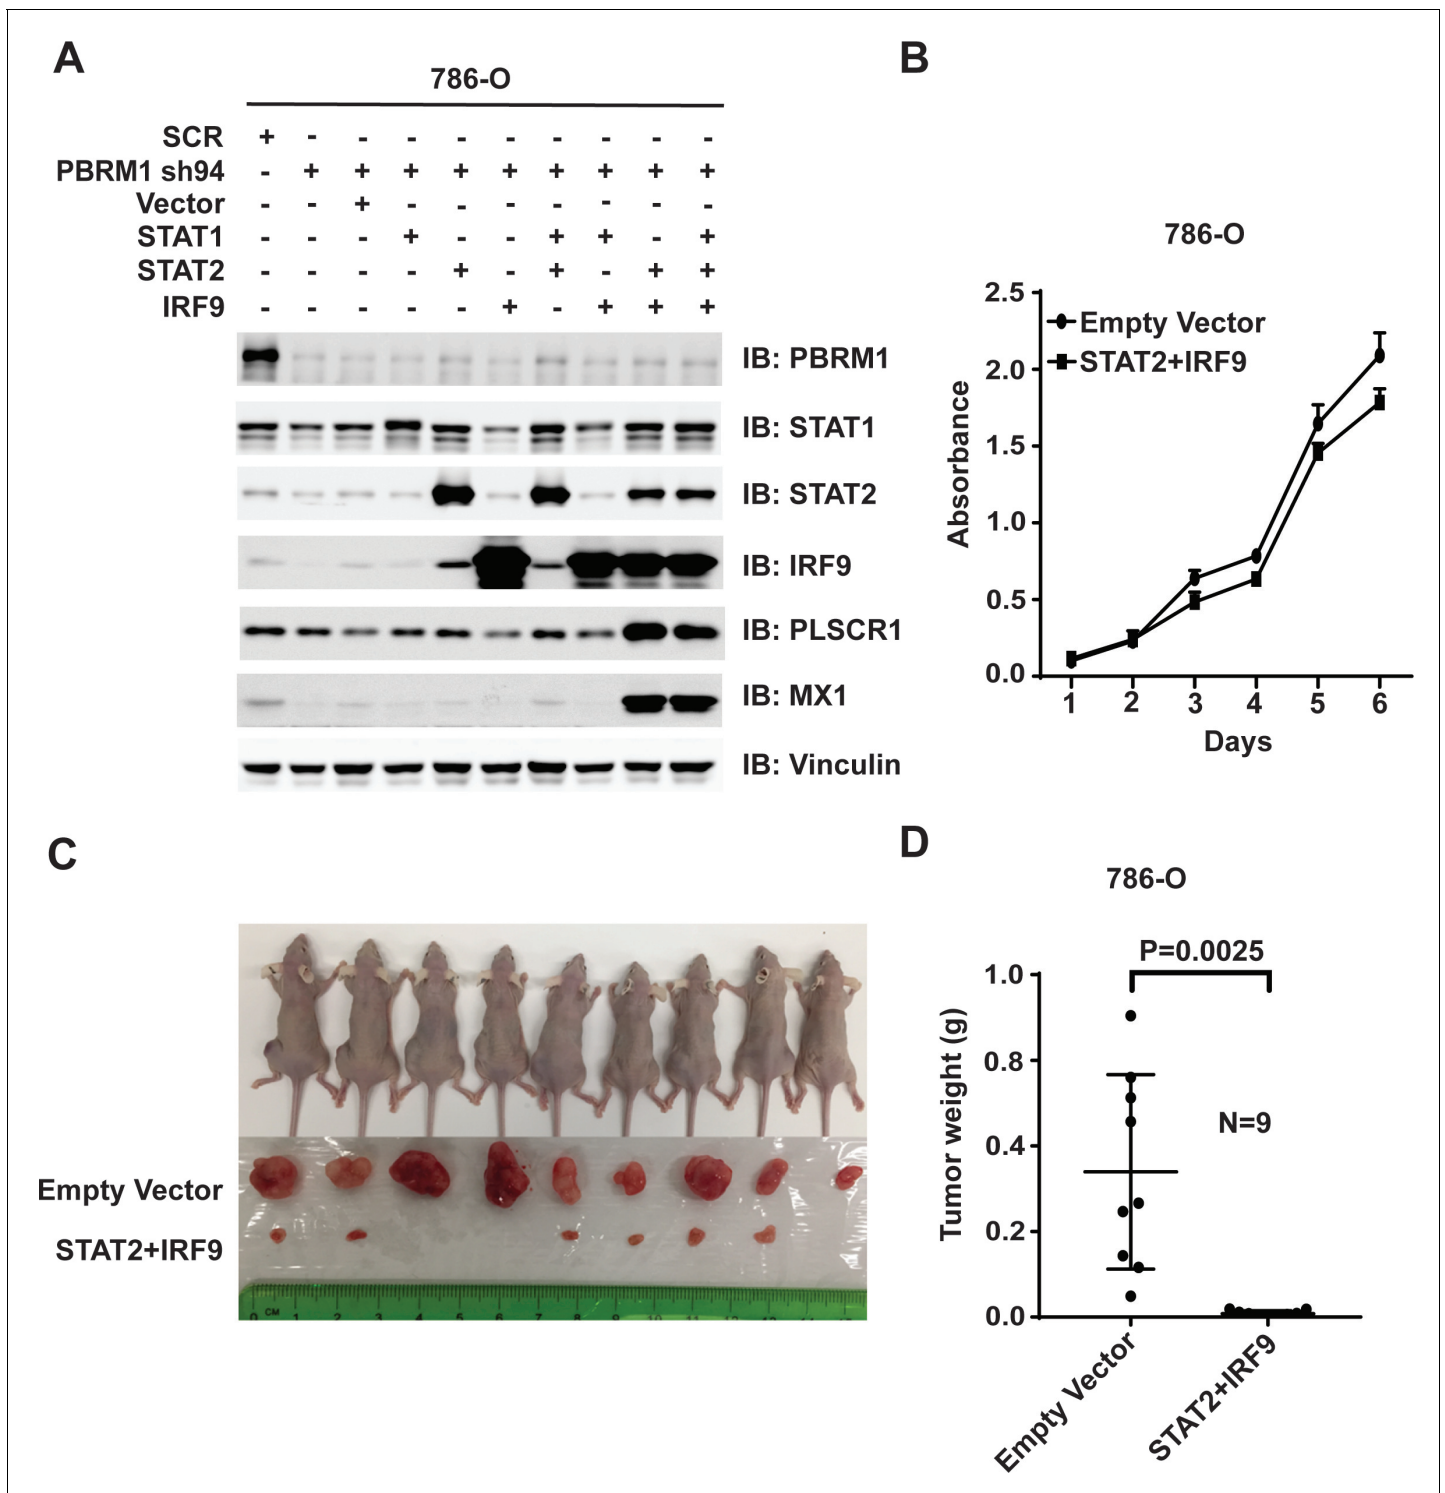 A
786-O
SCR + - - - - - - - - -
PBRM1 sh94 - + + + + + + + + +
Vector - - + - - - - - - -
STAT1 - - - + - - + + - +
STAT2 - - - - + - + - + +
IRF9 - - - - - + - + + +
IB: PBRM1
IB: STAT1
IB: STAT2
IB: IRF9
IB: PLSCR1
IB: MX1
IB: Vinculin
B
786-O
Empty Vector
STAT2+IRF9
Absorbance
2.5
2.0
1.5
1.0
0.5
0.0
1 2 3 4 5 6
Days
C
Empty Vector
STAT2+IRF9
CM
D
786-O
P=0.0025
N=9
Tumor weight (g)
1.0
0.8
0.4
0.2
0.0
Empty Vector
STAT2+IRF9